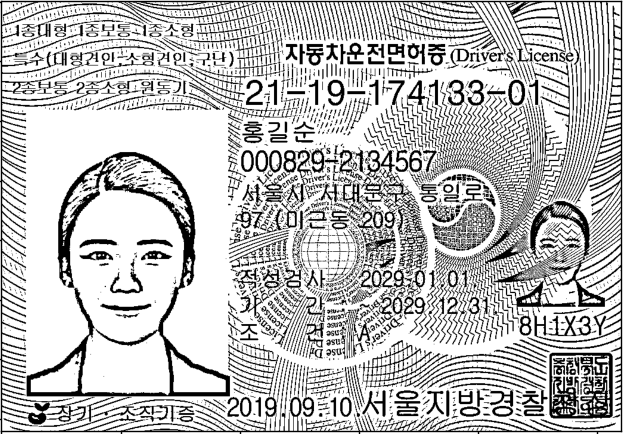 1종대형 1종보통 1종소형
특수(대형견인,소형견인,구난)
2종보통 2종소형 원동기
자동차운전면허증(Driver's License)
21-19-174133-01
홍길순
000829-2134567
서울시 서대문구 통일로
97 (미근동 209)
적성검사 2029.01.01.
기 간 2029.12.31.
조 건 A
8H1X3Y
장기·조직기증
2019.09.10 서울지방경찰